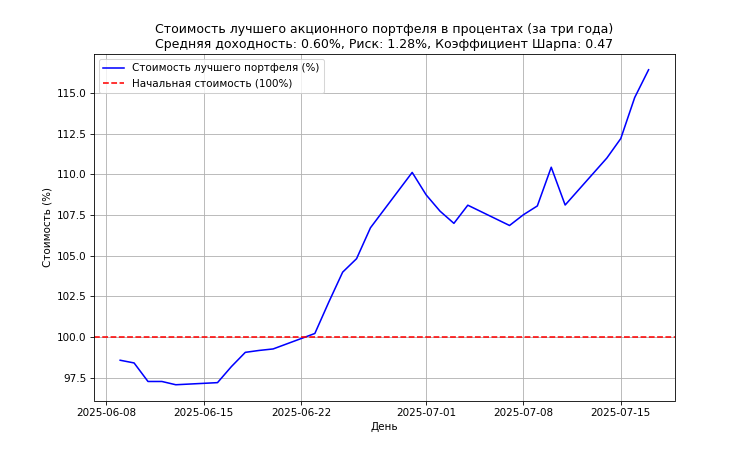 Стоимость лучшего акционного портфеля в процентах (за три года)
Средняя доходность: 0.60%, Риск: 1.28%, Коэффициент Шарпа: 0.47
Стоимость лучшего портфеля (%)
Начальная стоимость (100%)
Стоимость (%)
115.0
112.5
110.0
107.5
105.0
102.5
100.0
97.5
2025-06-08
2025-06-15
2025-06-22
2025-07-01
2025-07-08
2025-07-15
День